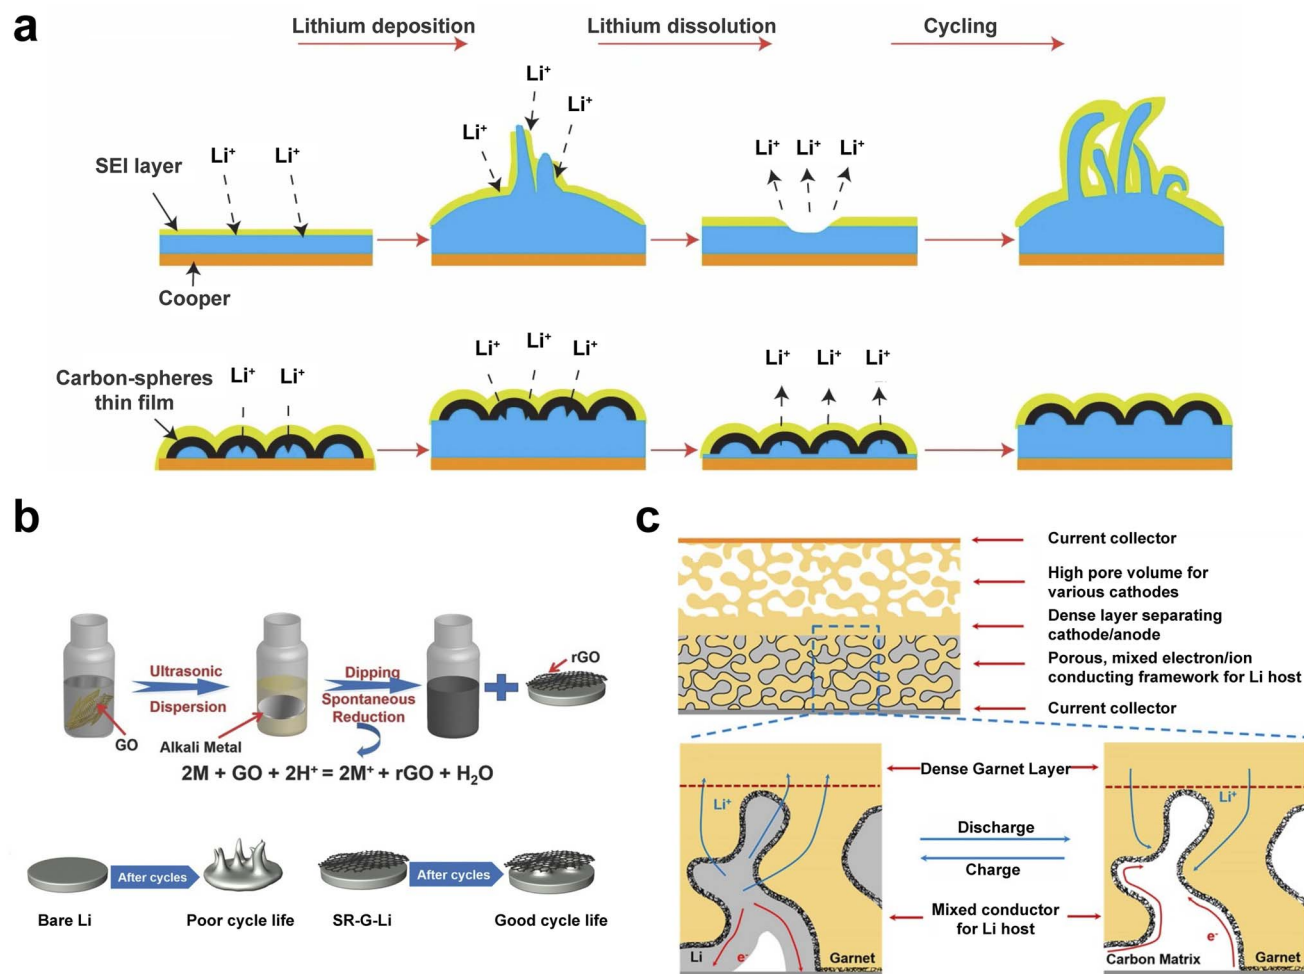 a
Lithium deposition
Lithium dissolution
Cycling
Li⁺
Li⁺
Li⁺
SEI layer
Li⁺
Li⁺
Li⁺
Li⁺
Li⁺
Cooper
Carbon-spheres
thin film
Li⁺
Li⁺
Li⁺
Li⁺
Li⁺
Li⁺
Li⁺
Li⁺
b
GO
Ultrasonic
Dispersion
Alkali Metal
Dipping
Spontaneous
Reduction
rGO
2M + GO + 2H⁺ = 2M⁺ + rGO + H₂O
After cycles
After cycles
Bare Li
Poor cycle life
SR-G-Li
Good cycle life
c
Current collector
High pore volume for
various cathodes
Dense layer separating
cathode/anode
Porous, mixed electron/ion
conducting framework for Li host
Current collector
Li⁺
Dense Garnet Layer
Li⁺
Discharge
Charge
Mixed conductor
for Li host
Li
e⁻
Garnet
Carbon Matrix
e⁻
Garnet